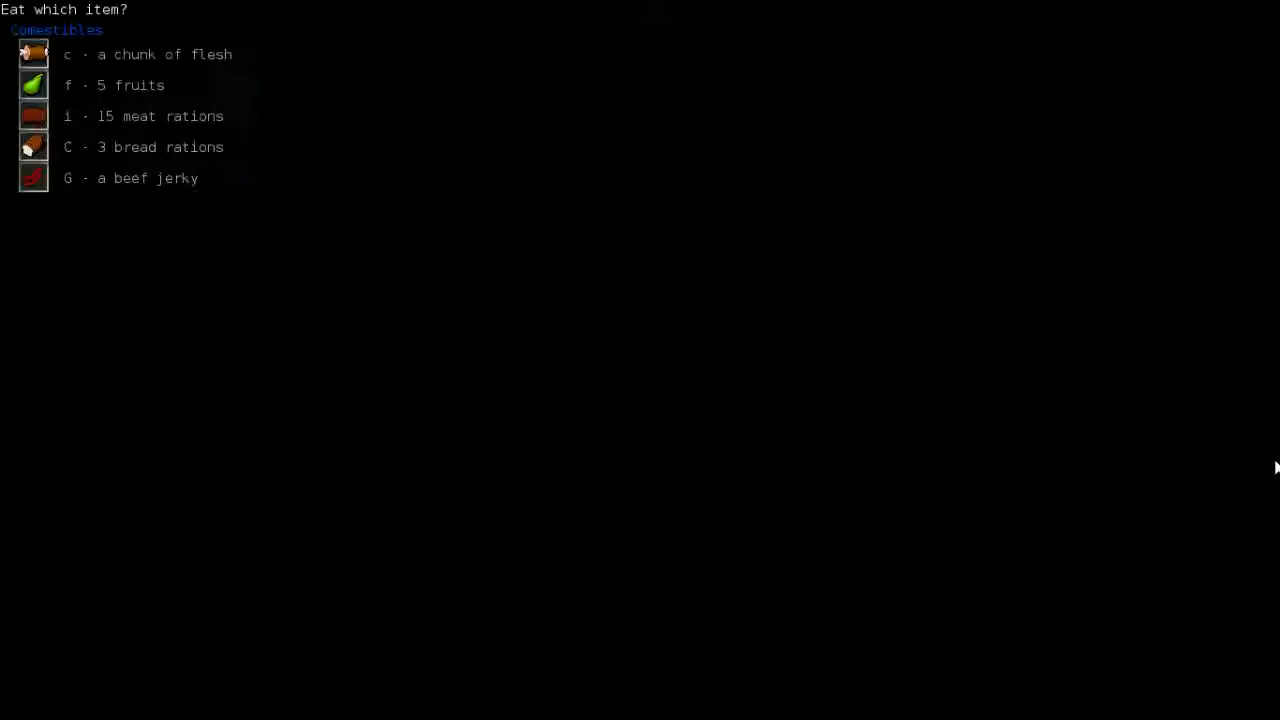 Eat which item?
Comestibles
c - a chunk of flesh
f - 5 fruits
i - 15 meat rations
C - 3 bread rations
G - a beef jerky